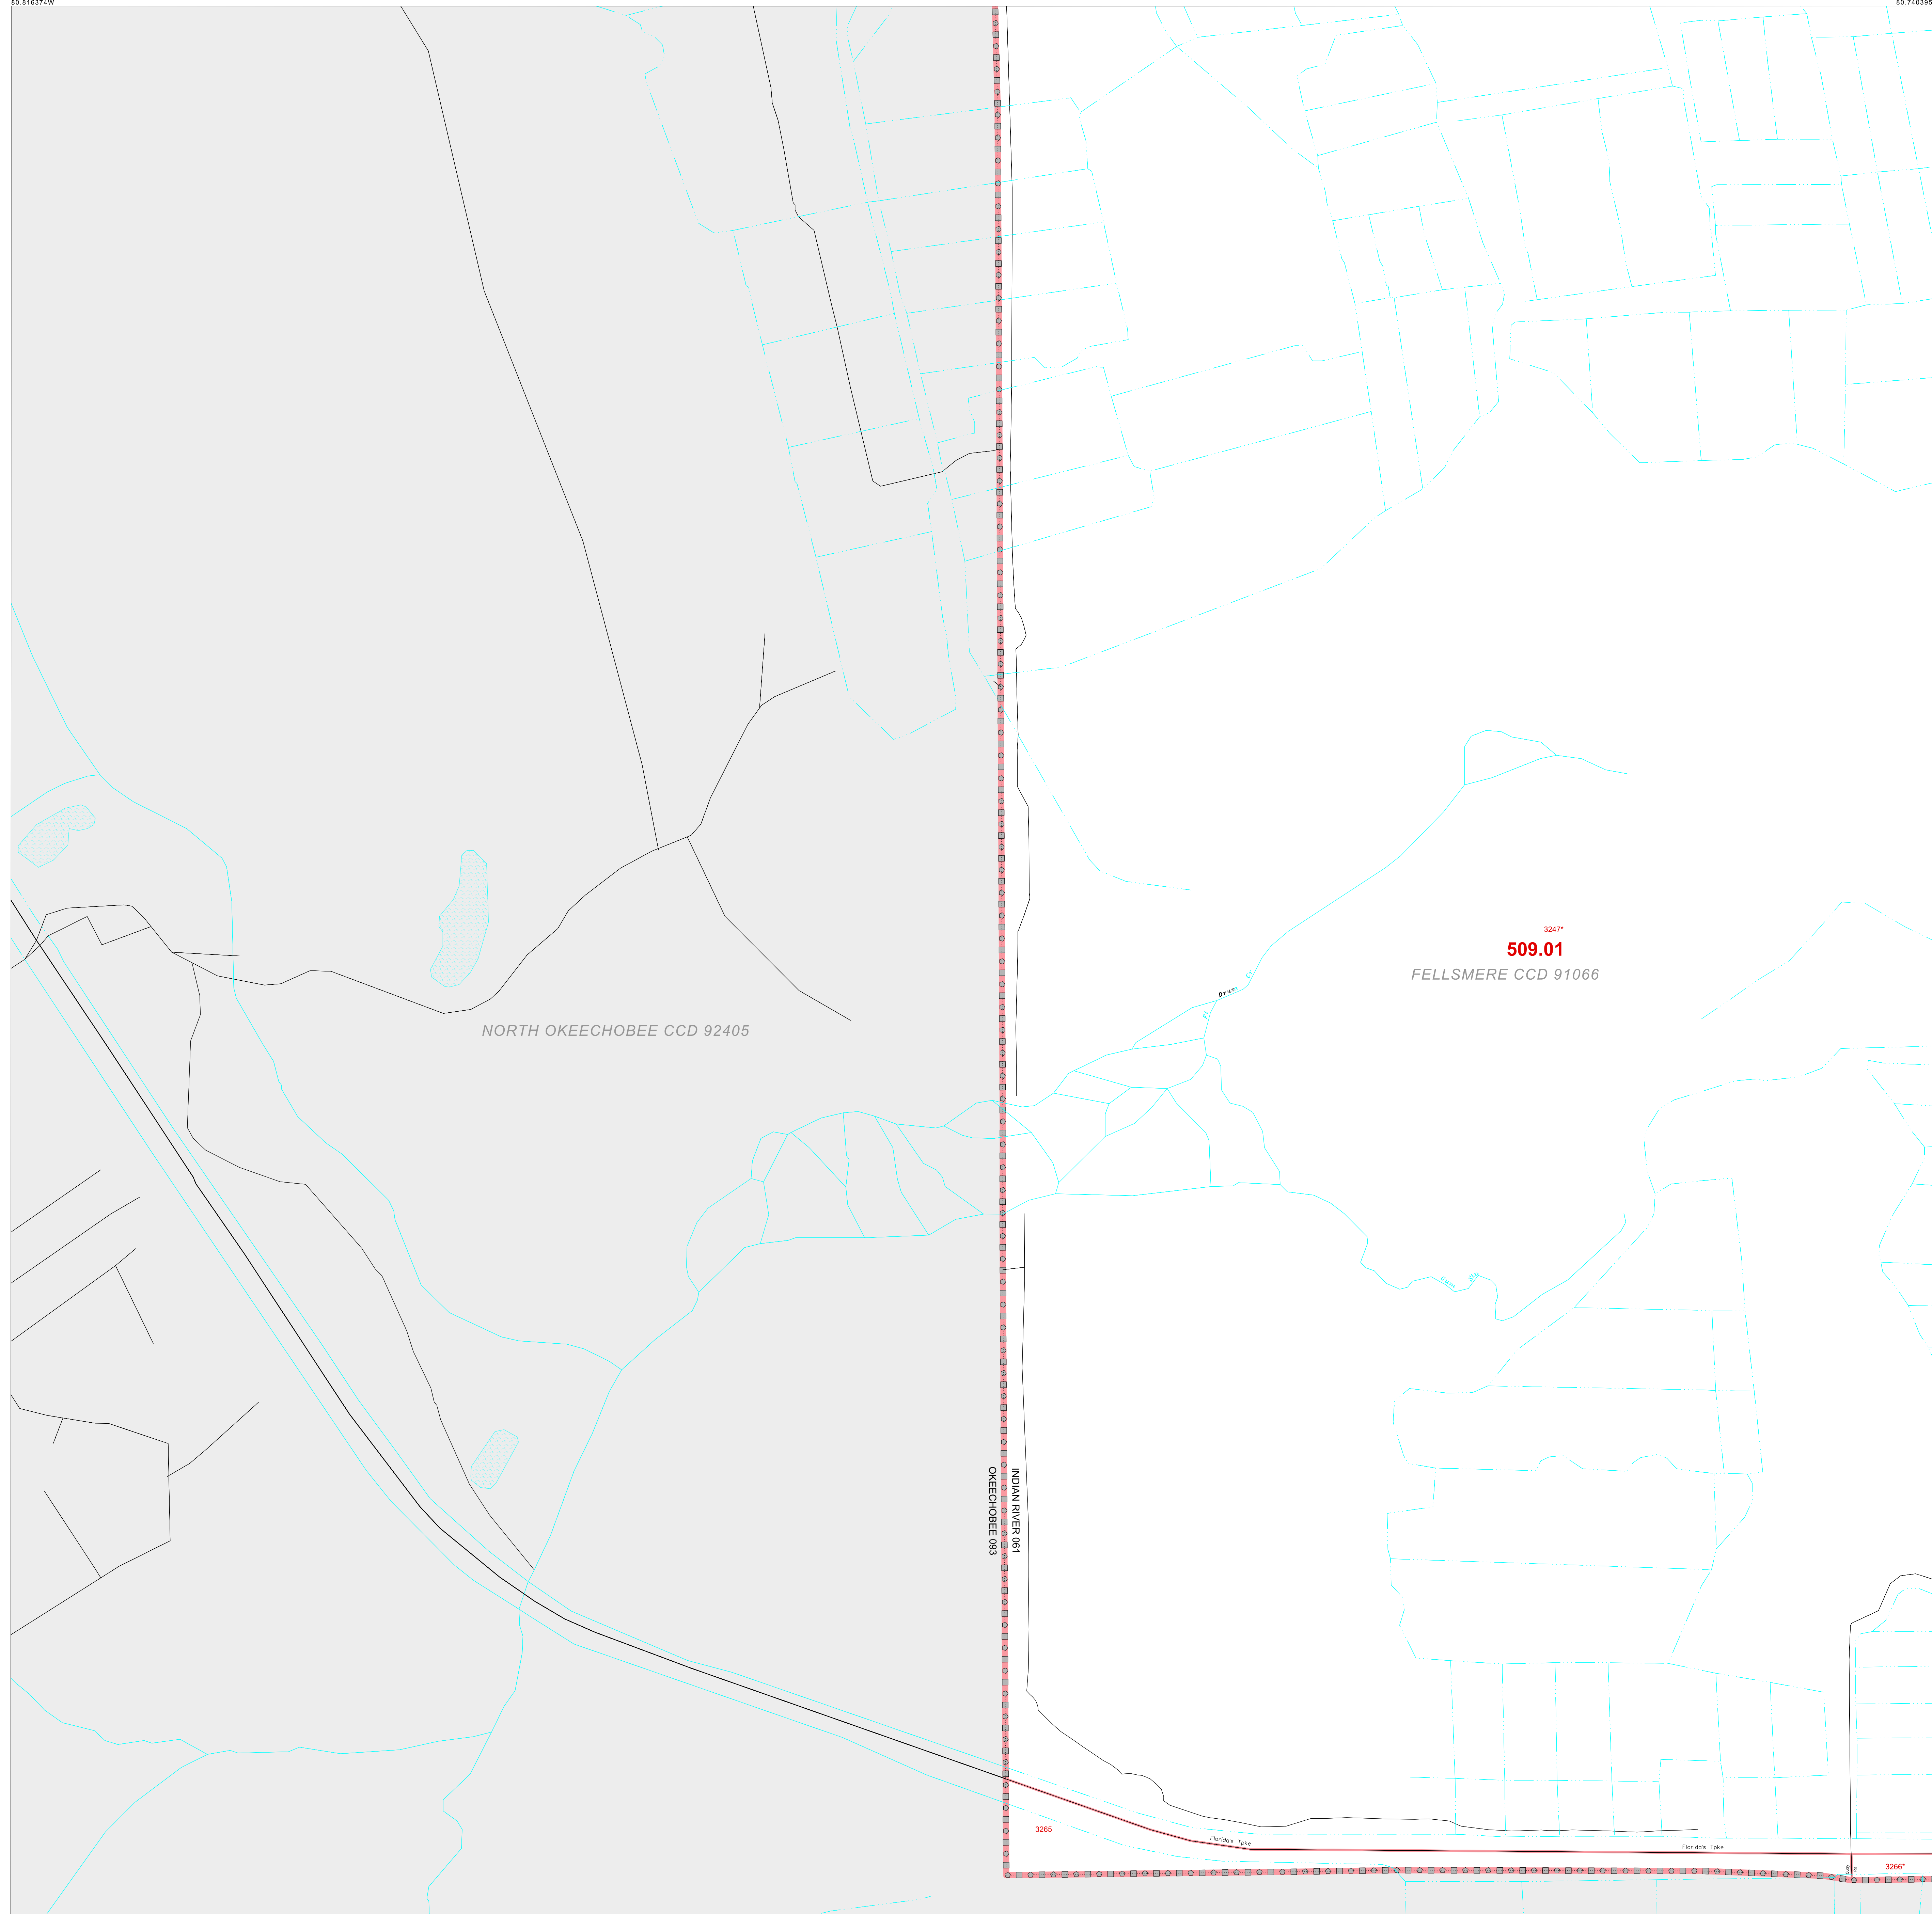 80.816374W
80.740395
3247*
509.01
FELLSMERE CCD 91066
NORTH OKEECHOBEE CCD 92405
INDIAN RIVER 061
OKEECHOBEE 093
3265
Florida's Tpke
Florida's Tpke
3266*